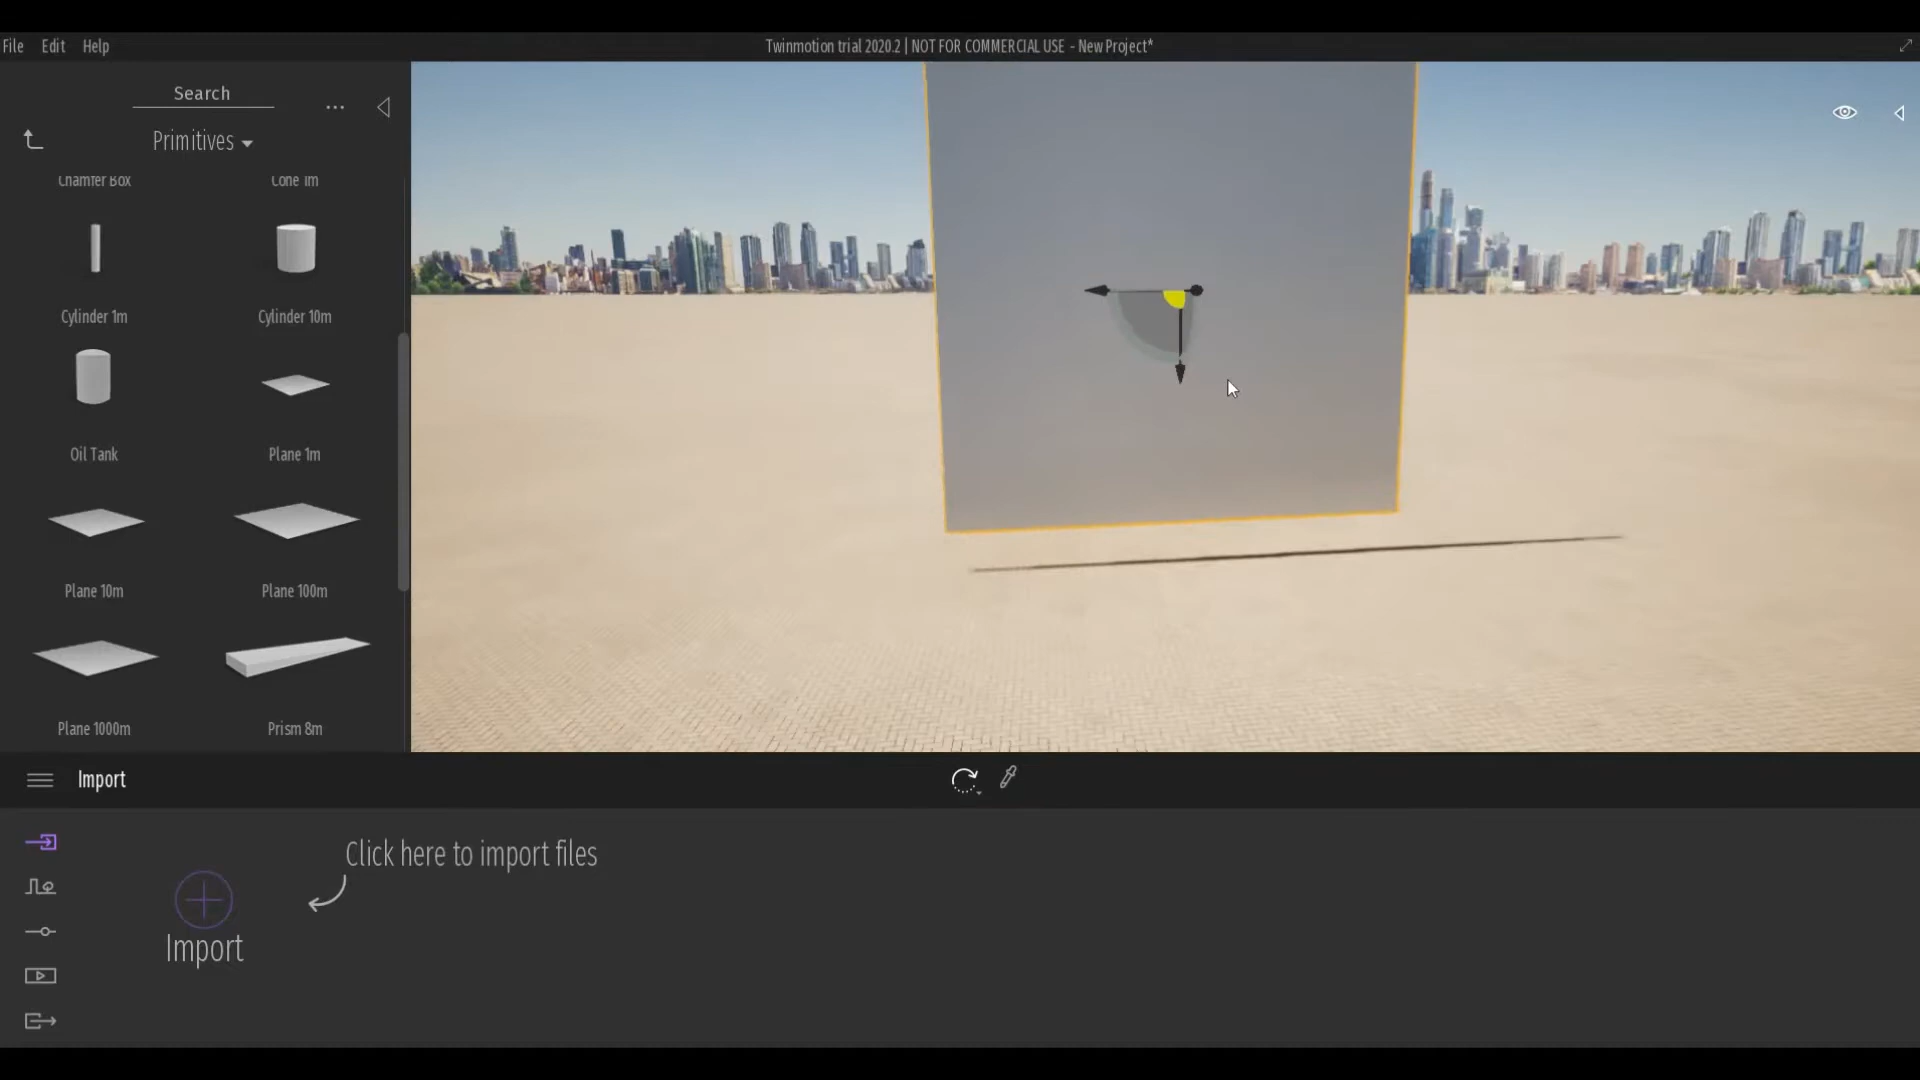 File Edit Help
Twinmotion trial 2020.2 | NOT FOR COMMERCIAL USE - New Project*
Search
...
Primitives
Chamfer Box
Cone 1m
Cylinder 1m
Cylinder 10m
Oil Tank
Plane 1m
Plane 10m
Plane 100m
Plane 1000m
Prism 8m
Import
Click here to import files
Import